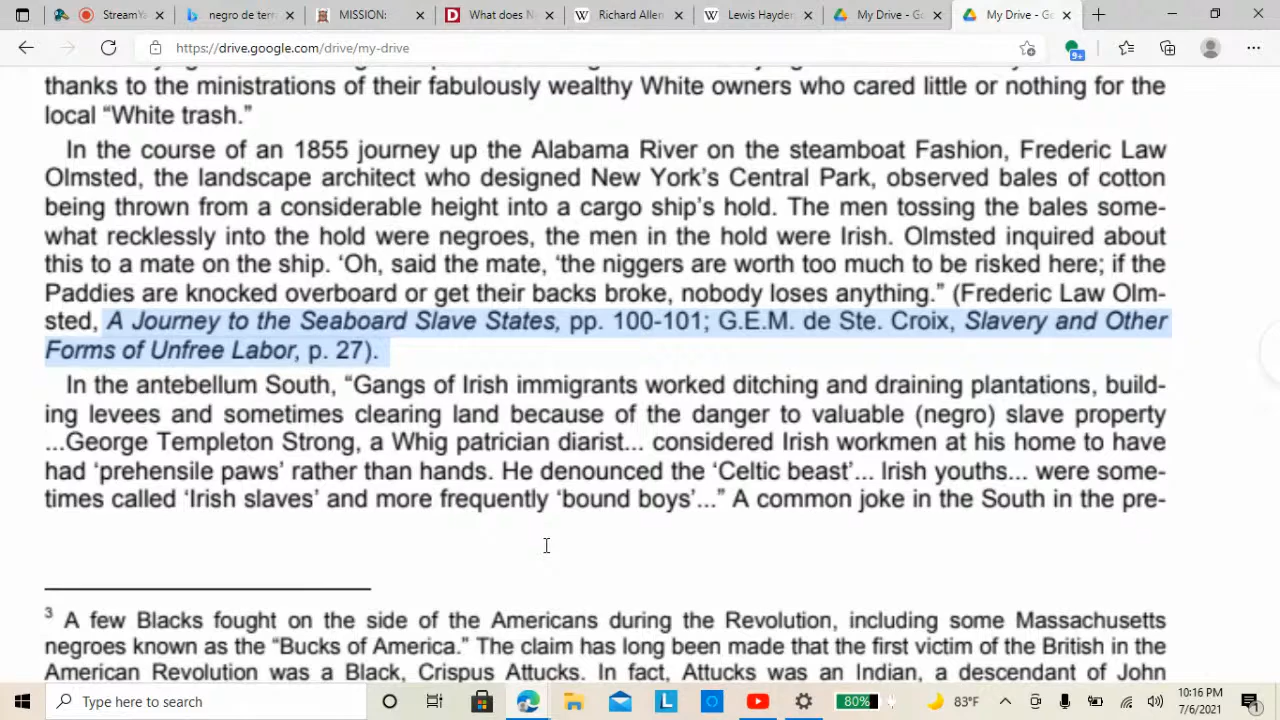 StreamYa
negro de te
MISSION:
What does N
Richard Allen
Lewis Hayden
My Drive - Go
My Drive - Go
https://drive.google.com/drive/my-drive
9+
thanks to the ministrations of their fabulously wealthy White owners who cared little or nothing for the
local “White trash.”
In the course of an 1855 journey up the Alabama River on the steamboat Fashion, Frederic Law
Olmsted, the landscape architect who designed New York’s Central Park, observed bales of cotton
being thrown from a considerable height into a cargo ship’s hold. The men tossing the bales some-
what recklessly into the hold were negroes, the men in the hold were Irish. Olmsted inquired about
this to a mate on the ship. ‘Oh, said the mate, ‘the niggers are worth too much to be risked here; if the
Paddies are knocked overboard or get their backs broke, nobody loses anything.” (Frederic Law Olm-
sted, A Journey to the Seaboard Slave States, pp. 100-101; G.E.M. de Ste. Croix, Slavery and Other
Forms of Unfree Labor, p. 27).
In the antebellum South, “Gangs of Irish immigrants worked ditching and draining plantations, build-
ing levees and sometimes clearing land because of the danger to valuable (negro) slave property
...George Templeton Strong, a Whig patrician diarist... considered Irish workmen at his home to have
had ‘prehensile paws’ rather than hands. He denounced the ‘Celtic beast’... Irish youths... were some-
times called ‘Irish slaves’ and more frequently ‘bound boys’...” A common joke in the South in the pre-
3 A few Blacks fought on the side of the Americans during the Revolution, including some Massachusetts
negroes known as the “Bucks of America.” The claim has long been made that the first victim of the British in the
American Revolution was a Black, Crispus Attucks. In fact, Attucks was an Indian, a descendant of John
Type here to search
80%
83°F
10:16 PM
7/6/2021